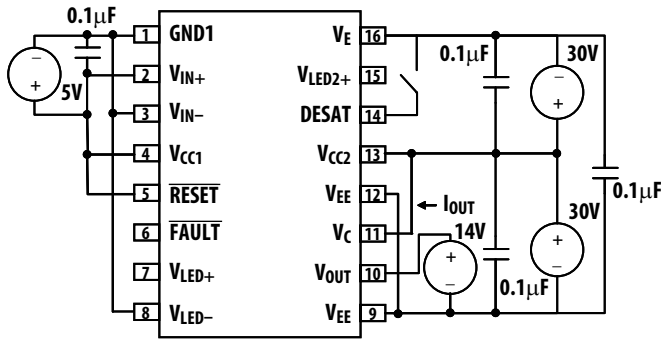 0.1μF
1 GND1
2 VIN+
3 VIN-
4 VCC1
5 RESET
6 FAULT
7 VLED+
8 VLED-
5V
VE 16
VLED2+ 15
DESAT 14
VCC2 13
VEE 12
VC 11
VOUT 10
VEE 9
0.1μF
30V
IOUT
14V
0.1μF
30V
0.1μF